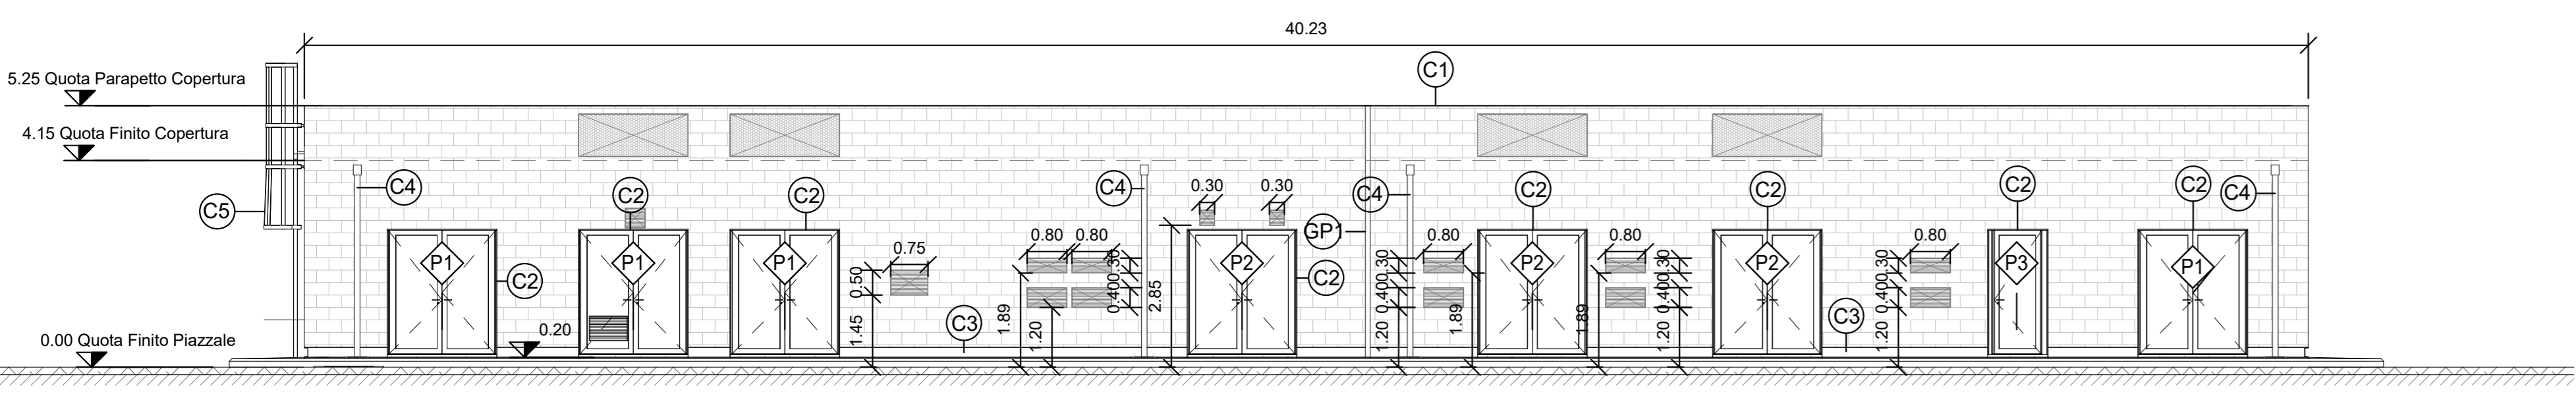 40.23
C1
5.25 Quota Parapetto Copertura
4.15 Quota Finito Copertura
C4
C2
C2
C4
0.30
0.30
C4
C2
C2
C2
C2
C4
C5
GP1
0.75
0.80
0.80
0.80
0.80
0.80
P1
P1
P1
P2
P2
P2
P3
P1
C2
C2
0.50
0.30
0.40
2.85
0.30
0.40
0.30
0.40
0.30
0.40
C3
C3
1.45
1.89
1.20
1.20
1.89
1.89
1.20
1.20
0.20
0.00 Quota Finito Piazzale